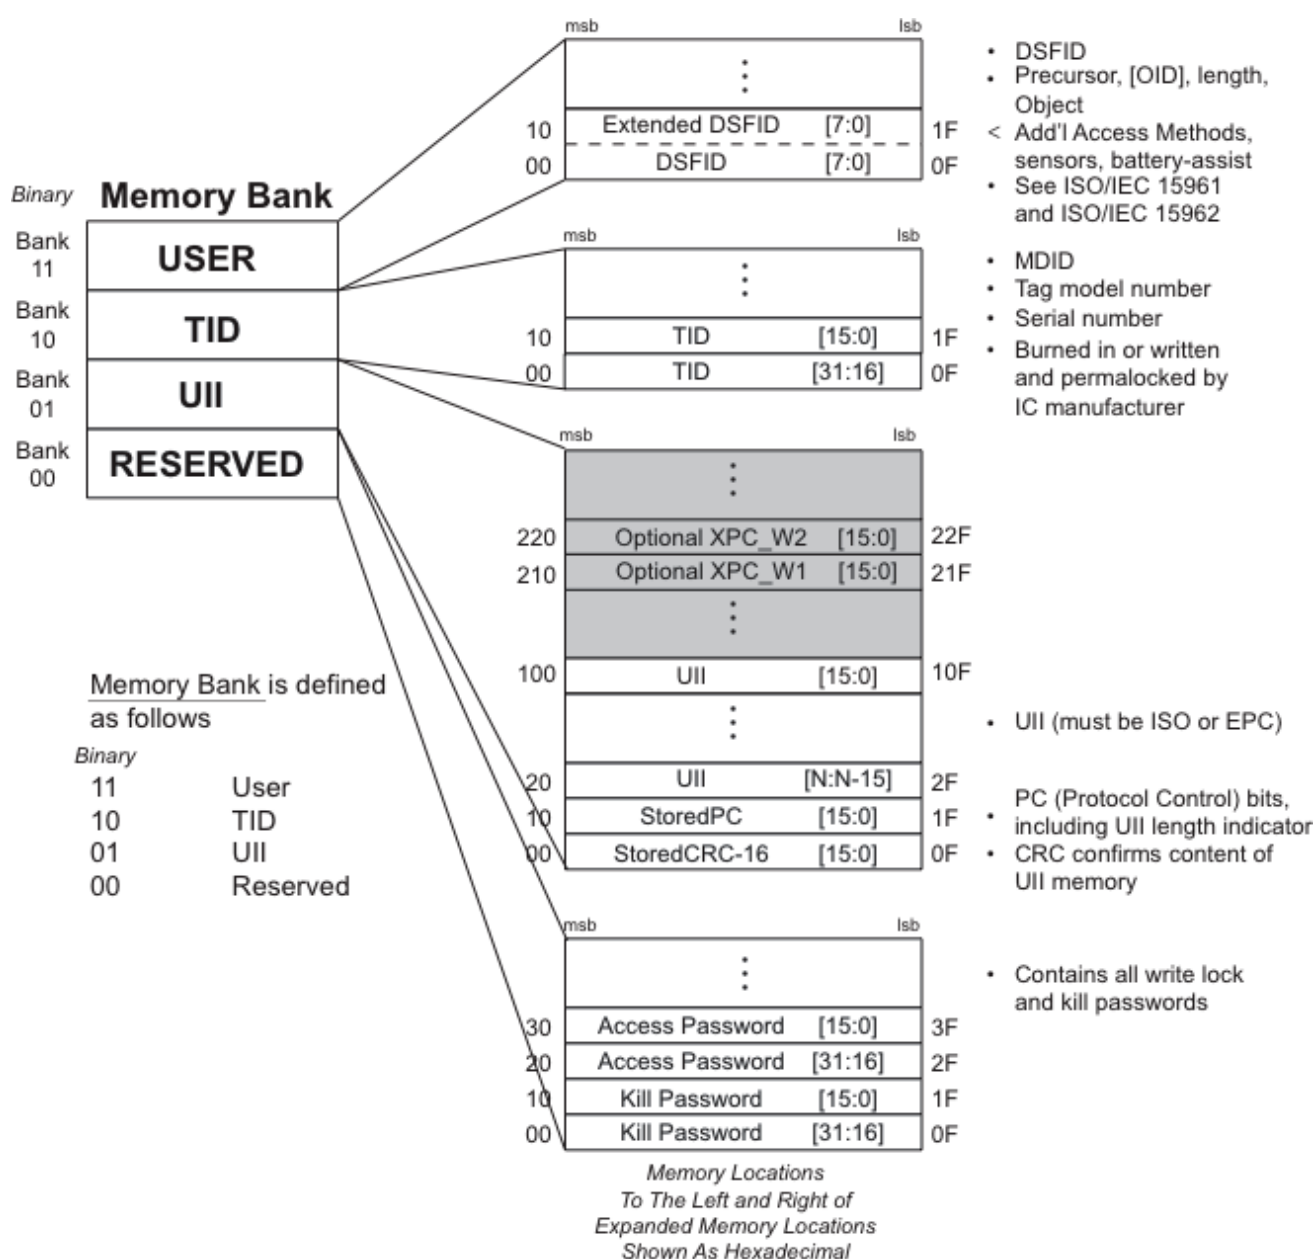 msb lsb
⋮
10 Extended DSFID [7:0] 1F
00 DSFID [7:0] 0F
• DSFID
• Precursor, [OID], length,
Object
< Add'l Access Methods,
sensors, battery-assist
• See ISO/IEC 15961
and ISO/IEC 15962
Binary Memory Bank
Bank
11
USER
Bank
10
TID
Bank
01
UII
Bank
00
RESERVED
msb lsb
⋮
10 TID [15:0] 1F
00 TID [31:16] 0F
• MDID
• Tag model number
• Serial number
• Burned in or written
and permalocked by
IC manufacturer
msb lsb
⋮
220 Optional XPC_W2 [15:0] 22F
210 Optional XPC_W1 [15:0] 21F
⋮
100 UII [15:0] 10F
⋮
20 UII [N:N-15] 2F
10 StoredPC [15:0] 1F
00 StoredCRC-16 [15:0] 0F
• UII (must be ISO or EPC)
• PC (Protocol Control) bits,
including UII length indicator
• CRC confirms content of
UII memory
Memory Bank is defined
as follows
Binary
11 User
10 TID
01 UII
00 Reserved
msb lsb
⋮
30 Access Password [15:0] 3F
20 Access Password [31:16] 2F
10 Kill Password [15:0] 1F
00 Kill Password [31:16] 0F
• Contains all write lock
and kill passwords
Memory Locations
To The Left and Right of
Expanded Memory Locations
Shown As Hexadecimal